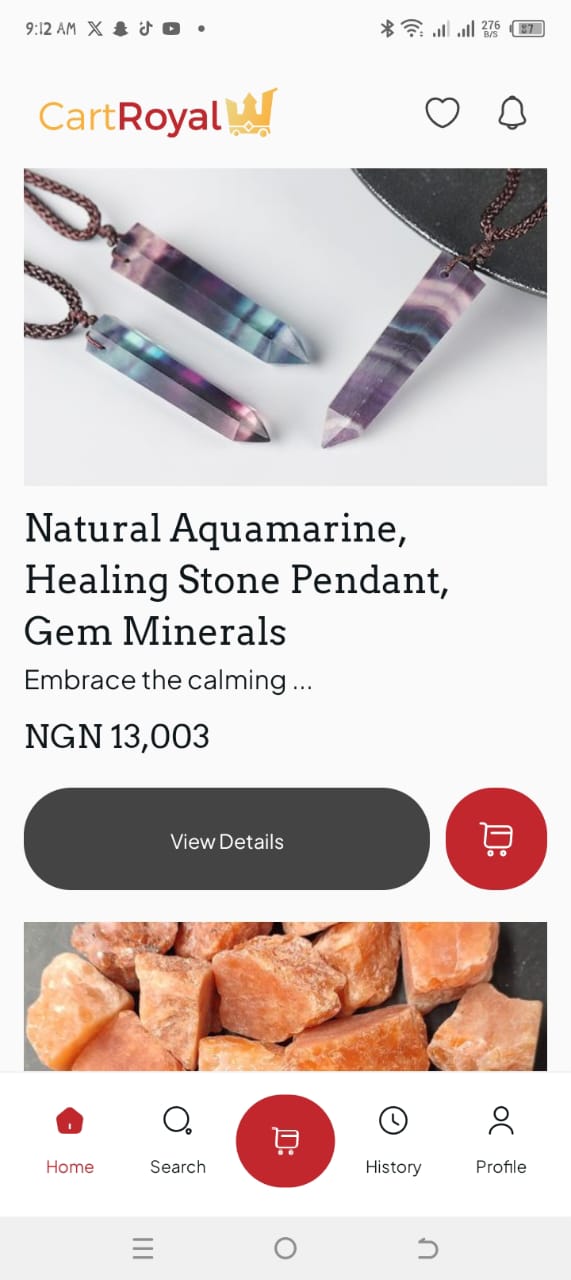 9:12 AM
276
B/S
87
CartRoyal
Natural Aquamarine,
Healing Stone Pendant,
Gem Minerals
Embrace the calming ...
NGN 13,003
View Details
Home
Search
History
Profile